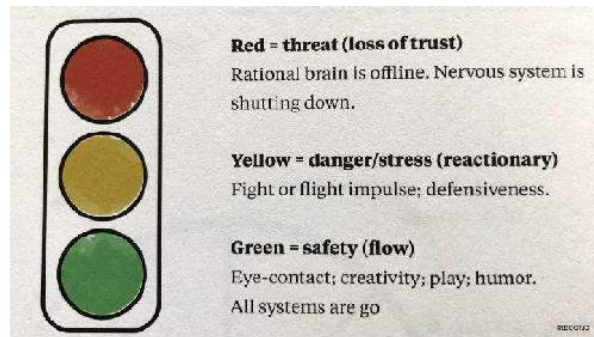 Red = threat (loss of trust)
Rational brain is offline. Nervous system is
shutting down.
Yellow = danger/stress (reactionary)
Fight or flight impulse; defensiveness.
Green = safety (flow)
Eye-contact; creativity; play; humor.
All systems are go